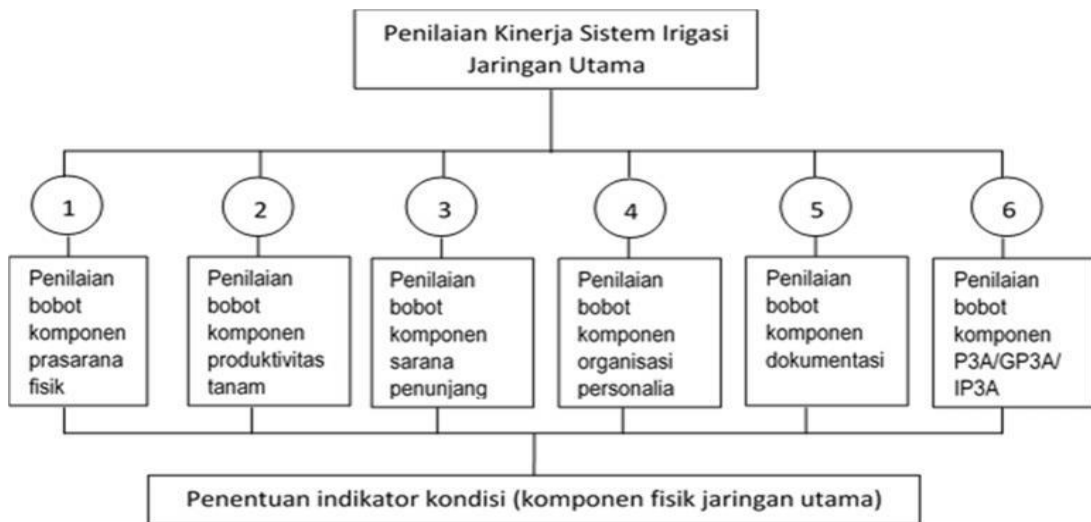 Penilaian Kinerja Sistem Irigasi
Jaringan Utama
1
2
3
4
5
6
Penilaian
bobot
komponen
prasarana
fisik
Penilaian
bobot
komponen
produktivitas
tanam
Penilaian
bobot
komponen
sarana
penunjang
Penilaian
bobot
komponen
organisasi
personalia
Penilaian
bobot
komponen
dokumentasi
Penilaian
bobot
komponen
P3A/GP3A/
IP3A
Penentuan indikator kondisi (komponen fisik jaringan utama)